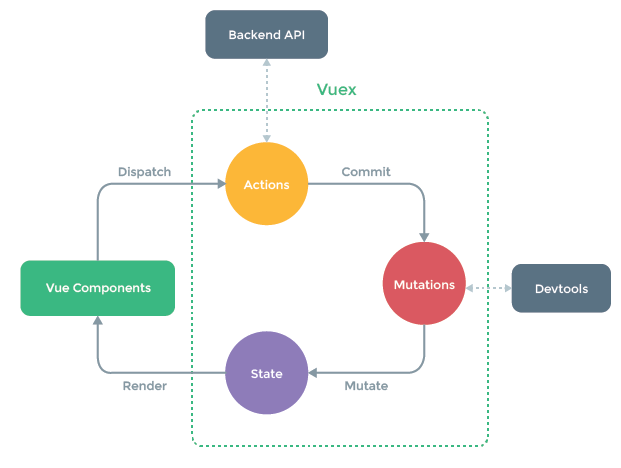 Backend API
Vuex
Dispatch
Commit
Actions
Mutations
Vue Components
Devtools
State
Render
Mutate